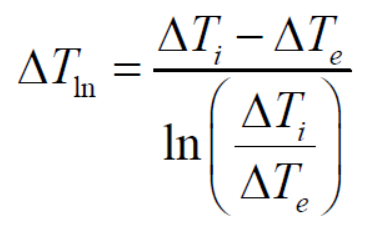 ΔT_ln = (ΔT_i − ΔT_e) / ln(ΔT_i / ΔT_e)